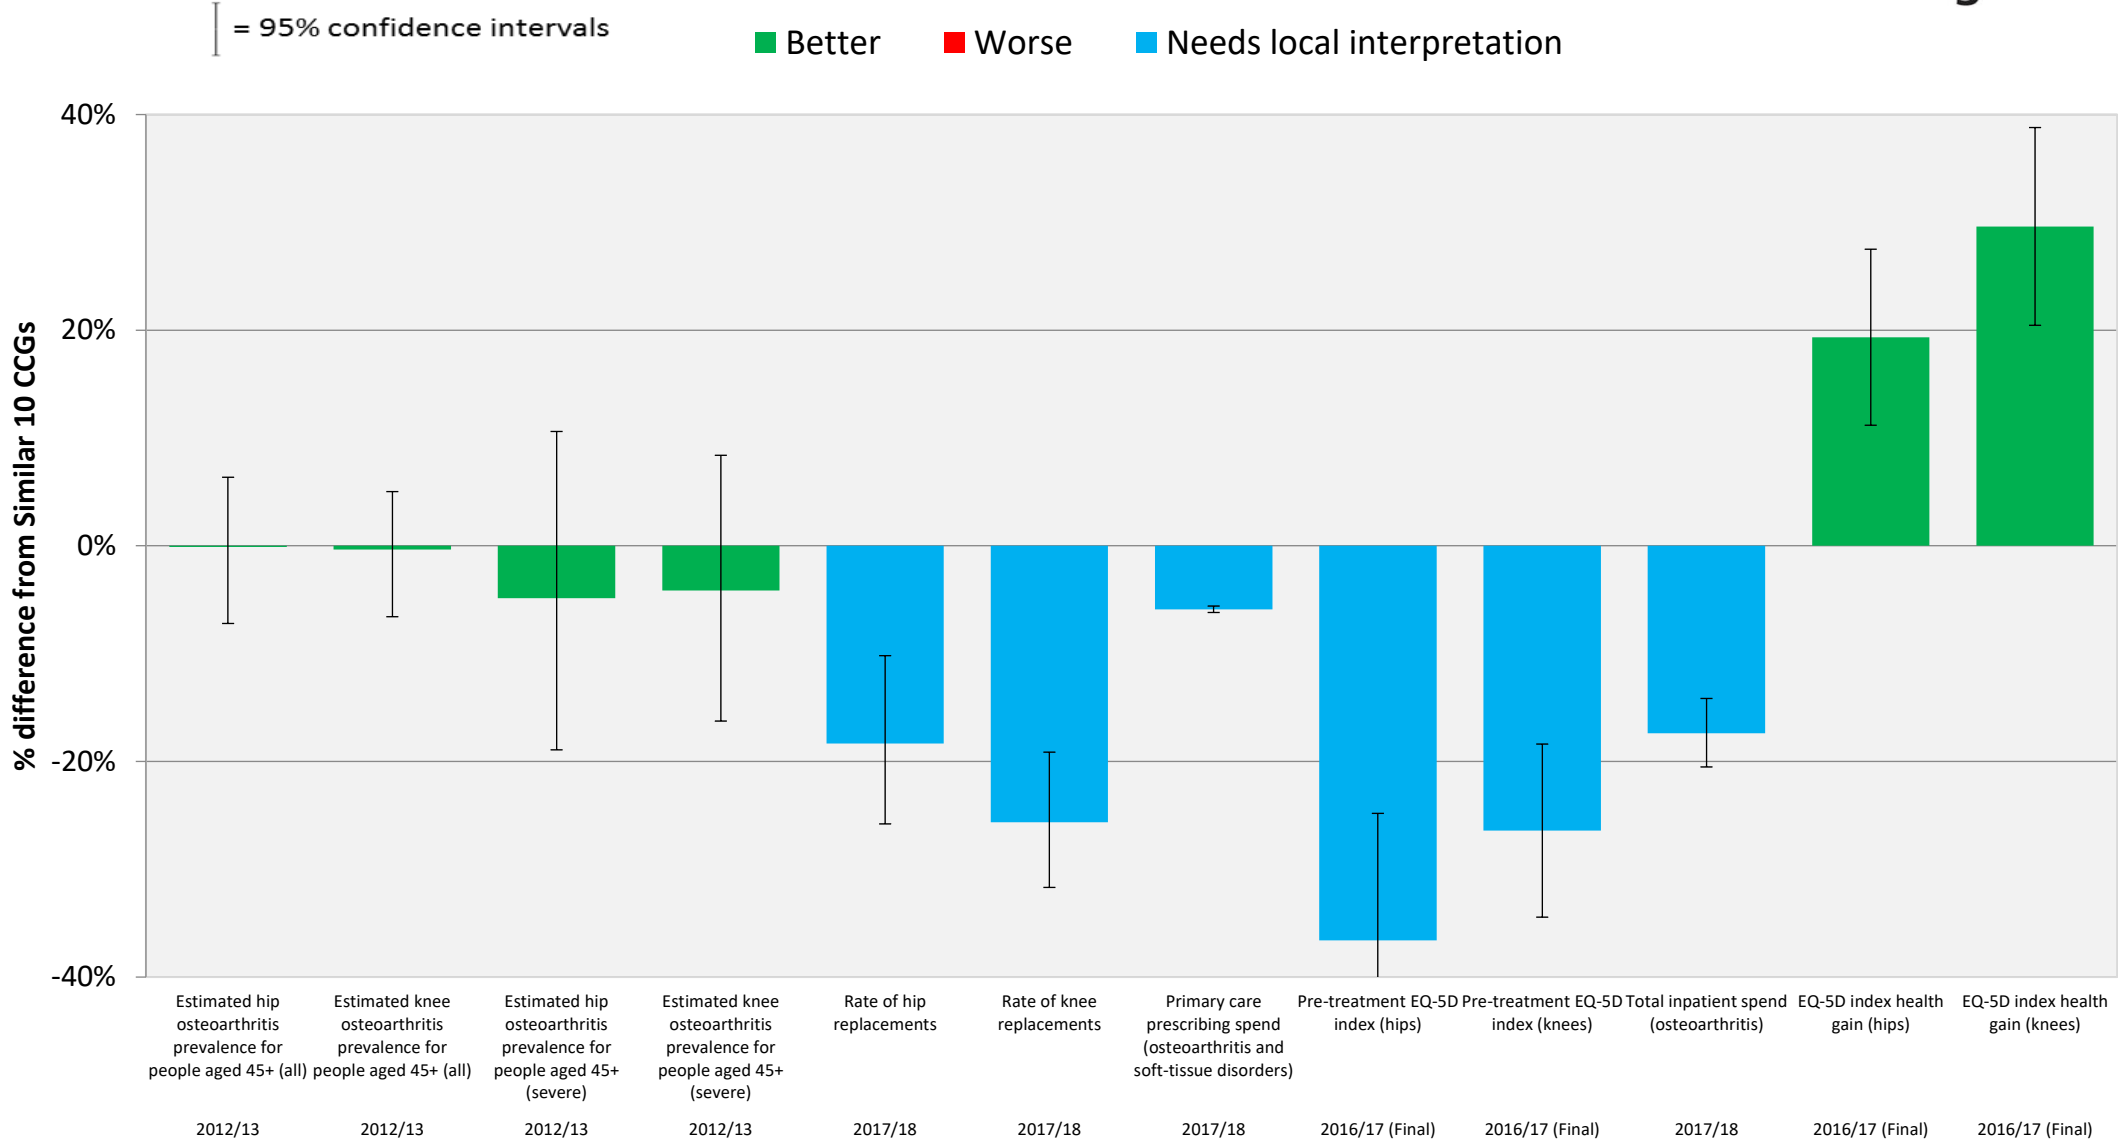 = 95% confidence intervals
Better Worse Needs local interpretation
% difference from Similar 10 CCGs
40%
20%
0%
-20%
-40%
Estimated hip
osteoarthritis
prevalence for
people aged 45+ (all)
2012/13
Estimated knee
osteoarthritis
prevalence for
people aged 45+ (all)
2012/13
Estimated hip
osteoarthritis
prevalence for
people aged 45+
(severe)
2012/13
Estimated knee
osteoarthritis
prevalence for
people aged 45+
(severe)
2012/13
Rate of hip
replacements
2017/18
Rate of knee
replacements
2017/18
Primary care
prescribing spend
(osteoarthritis and
soft-tissue disorders)
2017/18
Pre-treatment EQ-5D
index (hips)
2016/17 (Final)
Pre-treatment EQ-5D
index (knees)
2016/17 (Final)
Total inpatient spend
(osteoarthritis)
2017/18
EQ-5D index health
gain (hips)
2016/17 (Final)
EQ-5D index health
gain (knees)
2016/17 (Final)